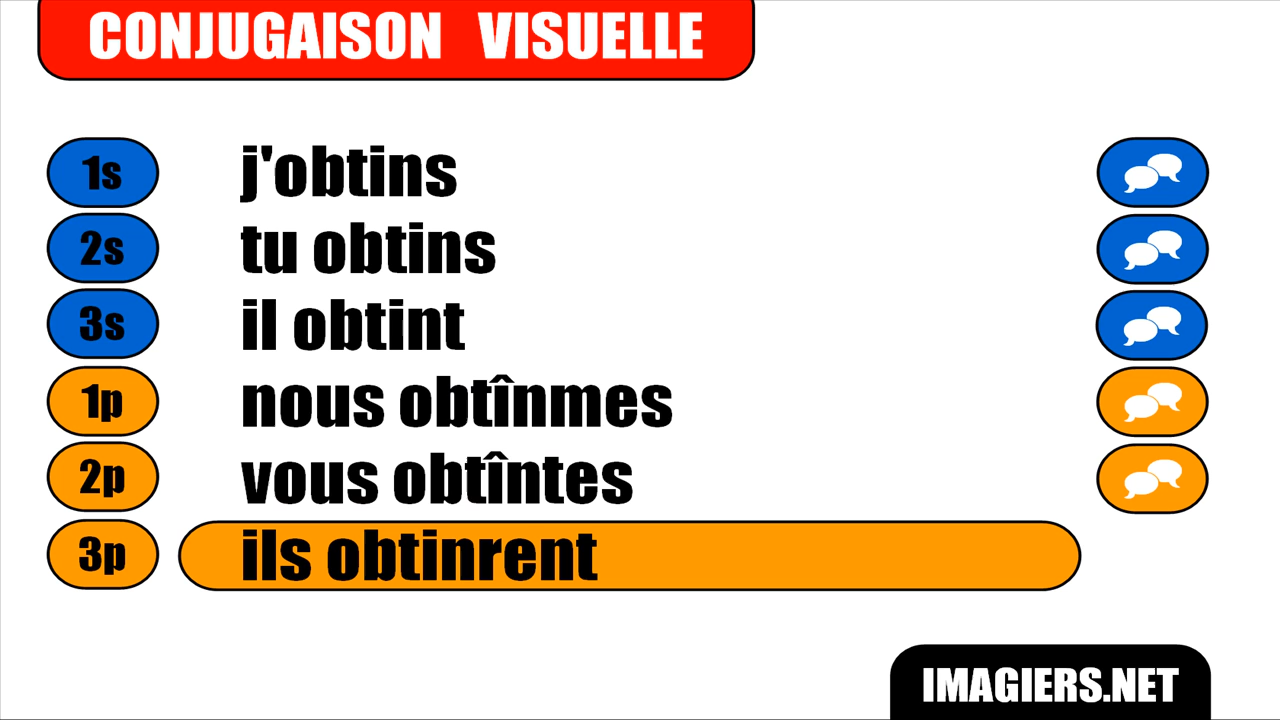 CONJUGAISON VISUELLE
1s j'obtins
2s tu obtins
3s il obtint
1p nous obtînmes
2p vous obtîntes
3p ils obtinrent
IMAGIERS.NET